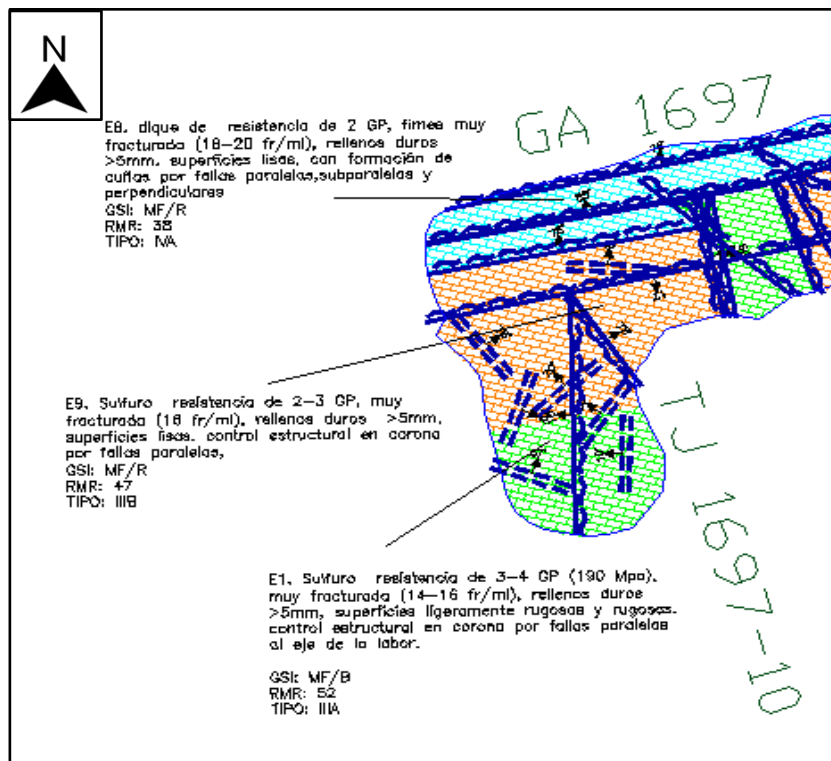 N
GA 1697
E8. dique de resistencia de 2 GP, fimes muy
fracturada (18-20 fr/ml), rellenos duros
>5mm. superficies lisas, con formación de
cuñas por fallas paralelas,subparalelas y
perpendiculares
GSI: MF/R
RMR: 38
TIPO: IVA
E9. Sulfuro resistencia de 2-3 GP, muy
fracturada (16 fr/ml), rellenos duros >5mm,
superficies lisas. control estructural en corona
por fallas paralelas,
GSI: MF/R
RMR: 47
TIPO: IIIB
TJ 1697-10
E1. Sulfuro resistencia de 3-4 GP (190 Mpa).
muy fracturada (14-16 fr/ml), rellenos duros
>5mm, superficies ligeramente rugosas y rugosas.
control estructural en corona por fallas paralelas
al eje de la labor.
GSI: MF/B
RMR: 52
TIPO: IIIA